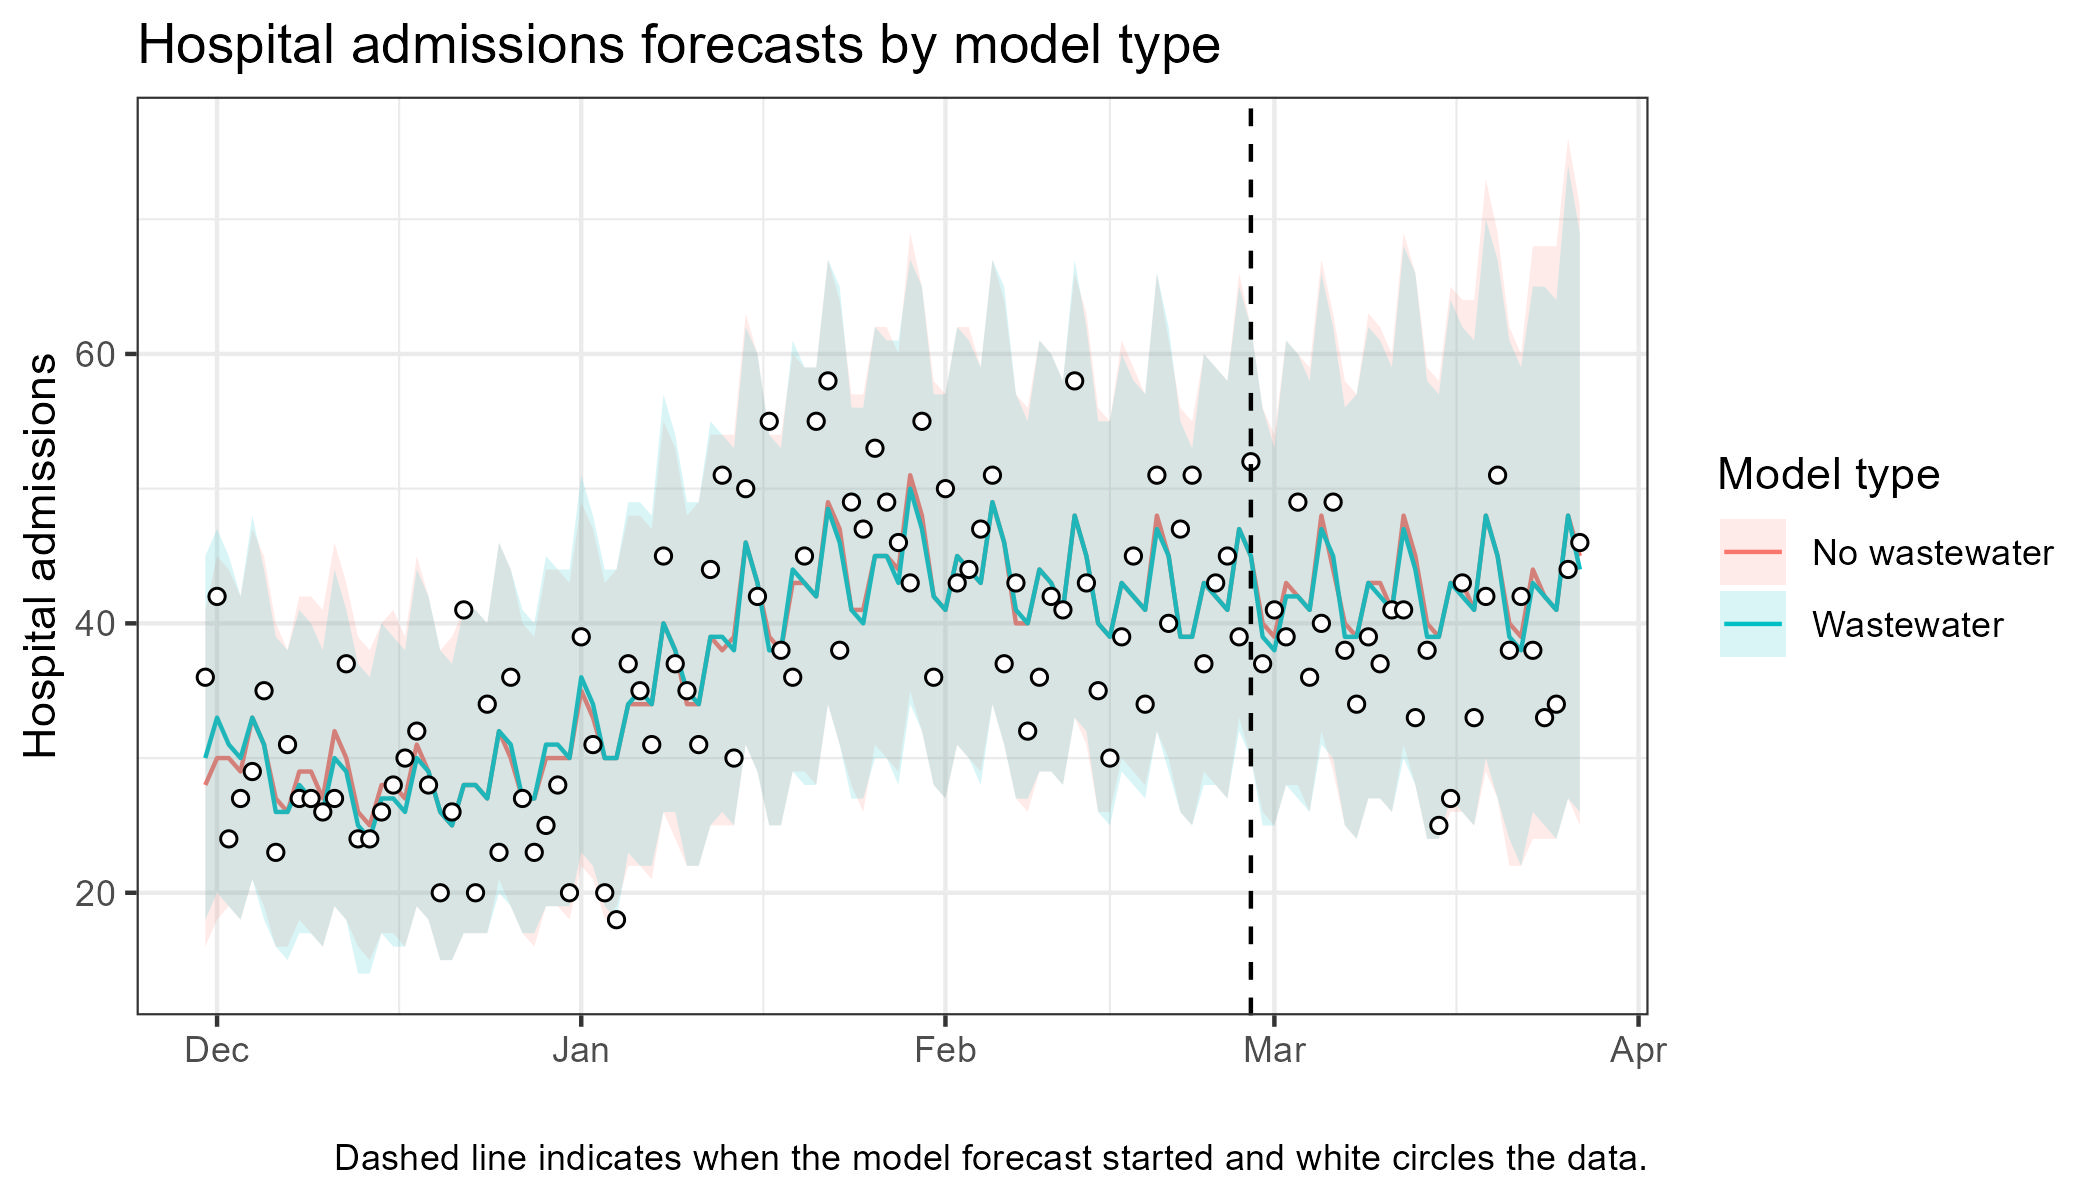 Hospital admissions forecasts by model type
Hospital admissions
60
40
20
Dec
Jan
Feb
Mar
Apr
Model type
No wastewater
Wastewater
Dashed line indicates when the model forecast started and white circles the data.